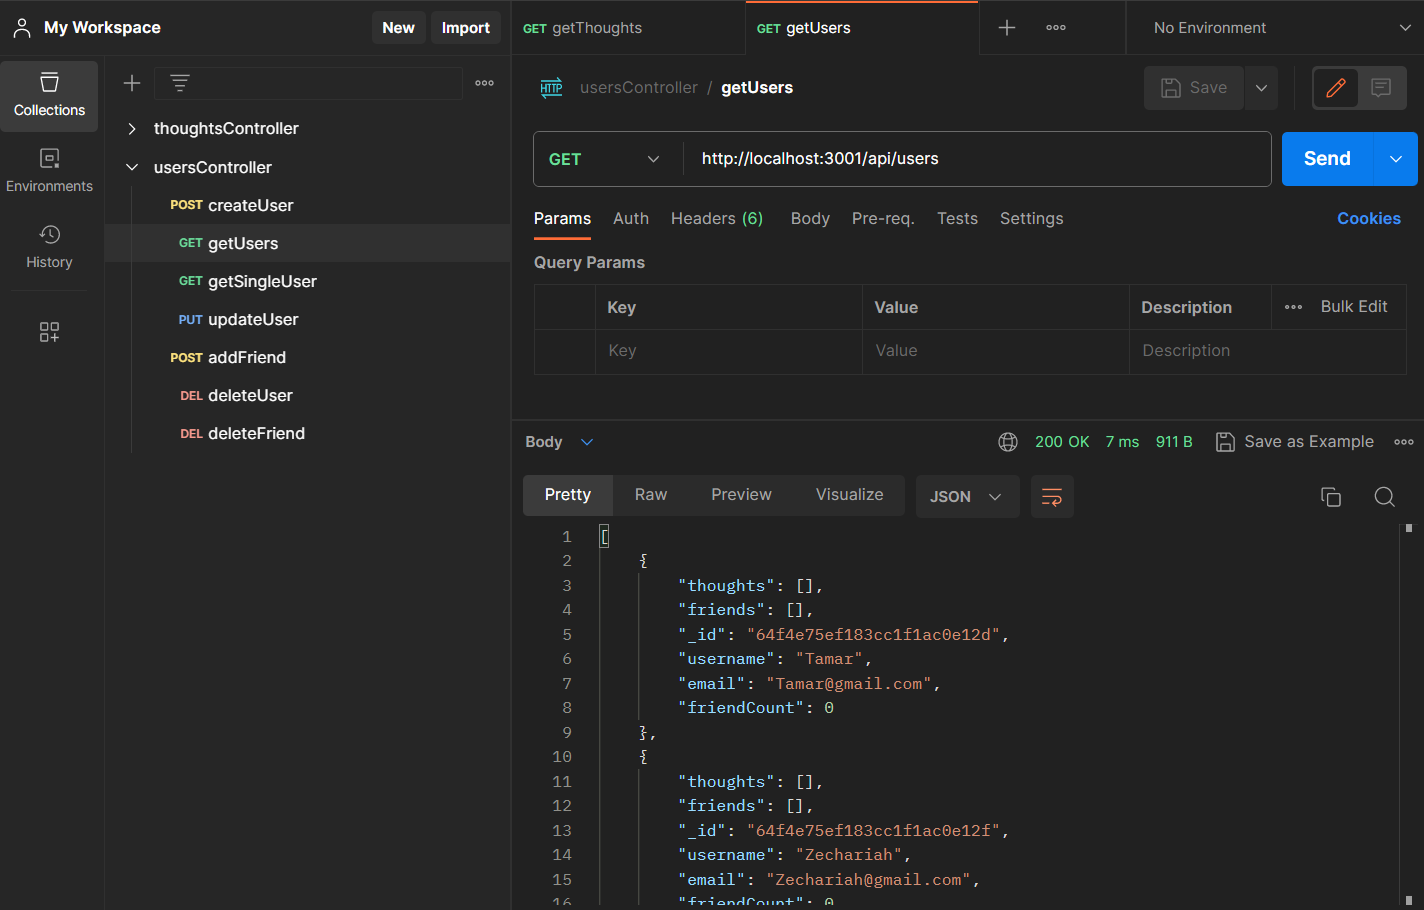 My Workspace
New
Import
Collections
Environments
History
thoughtsController
usersController
POST createUser
GET getUsers
GET getSingleUser
PUT updateUser
POST addFriend
DEL deleteUser
DEL deleteFriend
GET getThoughts
GET getUsers
No Environment
HTTP usersController / getUsers
Save
GET http://localhost:3001/api/users
Send
Params Auth Headers (6) Body Pre-req. Tests Settings Cookies
Query Params
Key Value Description Bulk Edit
Key Value Description
Body 200 OK 7 ms 911 B Save as Example
Pretty Raw Preview Visualize JSON
1 [
2 {
3 "thoughts": [],
4 "friends": [],
5 "_id": "64f4e75ef183cc1f1ac0e12d",
6 "username": "Tamar",
7 "email": "Tamar@gmail.com",
8 "friendCount": 0
9 },
10 {
11 "thoughts": [],
12 "friends": [],
13 "_id": "64f4e75ef183cc1f1ac0e12f",
14 "username": "Zechariah",
15 "email": "Zechariah@gmail.com",
16 "friendCount": 0